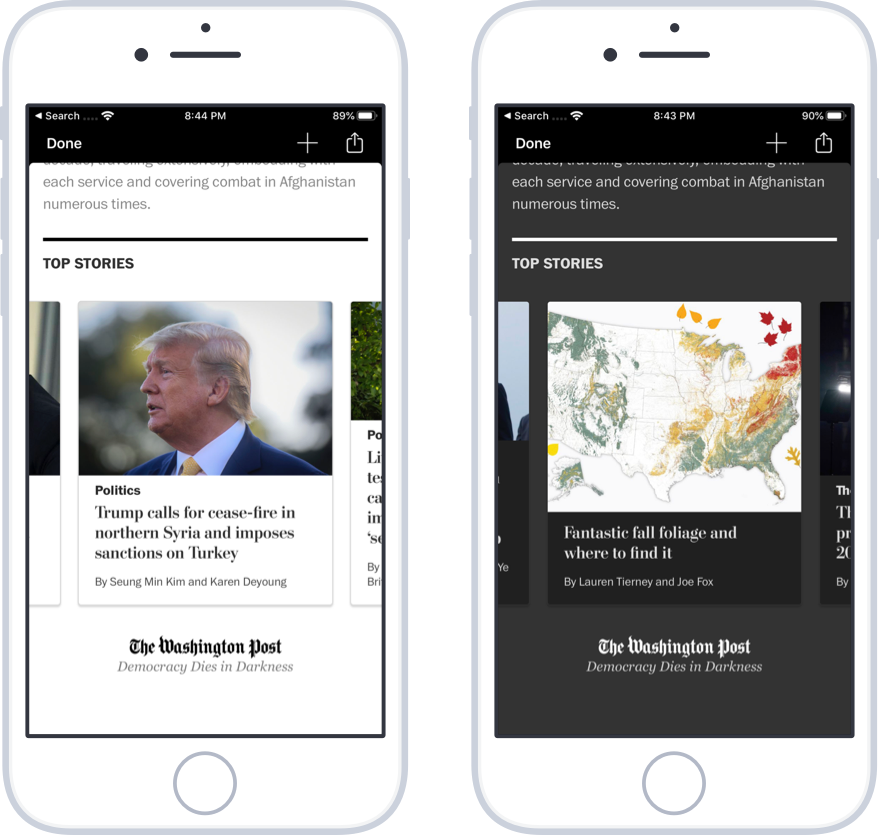 Search
8:44 PM
89%
Done
decade, traveling extensively, embedding with
each service and covering combat in Afghanistan
numerous times.
TOP STORIES
Politics
Trump calls for cease-fire in
northern Syria and imposes
sanctions on Turkey
By Seung Min Kim and Karen Deyoung
Po
Li
te
ca
in
‘se
By
Bri
The Washington Post
Democracy Dies in Darkness
Search
8:43 PM
90%
Done
decade, traveling extensively, embedding with
each service and covering combat in Afghanistan
numerous times.
TOP STORIES
Ye
Fantastic fall foliage and
where to find it
By Lauren Tierney and Joe Fox
Th
pr
20
By
The Washington Post
Democracy Dies in Darkness